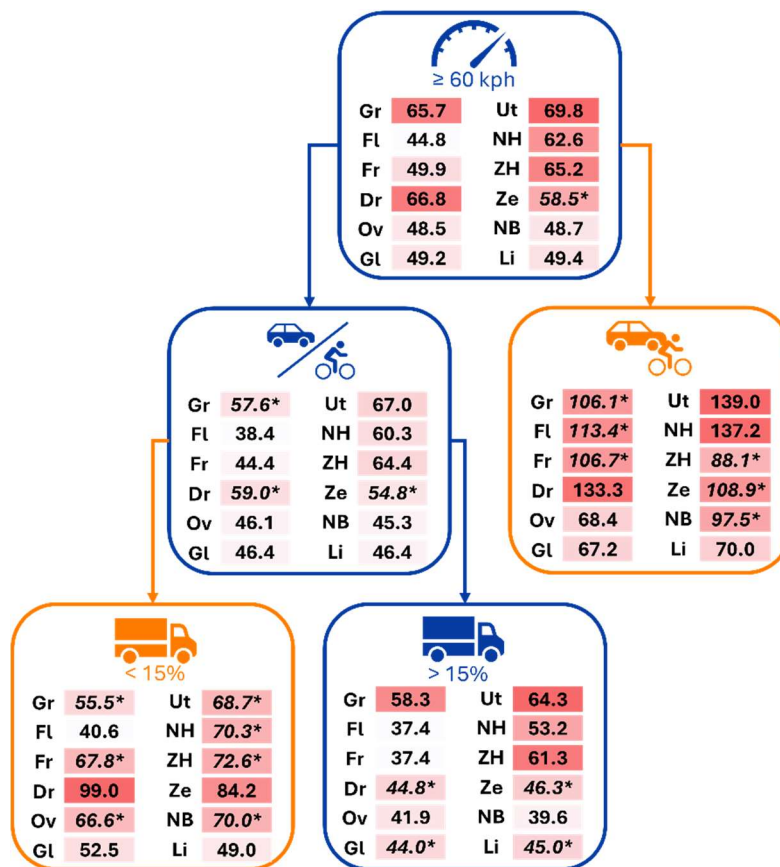 ≥ 60 kph
Gr 65.7 Ut 69.8
Fl 44.8 NH 62.6
Fr 49.9 ZH 65.2
Dr 66.8 Ze 58.5*
Ov 48.5 NB 48.7
Gl 49.2 Li 49.4
Gr 57.6* Ut 67.0
Fl 38.4 NH 60.3
Fr 44.4 ZH 64.4
Dr 59.0* Ze 54.8*
Ov 46.1 NB 45.3
Gl 46.4 Li 46.4
Gr 106.1* Ut 139.0
Fl 113.4* NH 137.2
Fr 106.7* ZH 88.1*
Dr 133.3 Ze 108.9*
Ov 68.4 NB 97.5*
Gl 67.2 Li 70.0
< 15%
Gr 55.5* Ut 68.7*
Fl 40.6 NH 70.3*
Fr 67.8* ZH 72.6*
Dr 99.0 Ze 84.2
Ov 66.6* NB 70.0*
Gl 52.5 Li 49.0
> 15%
Gr 58.3 Ut 64.3
Fl 37.4 NH 53.2
Fr 37.4 ZH 61.3
Dr 44.8* Ze 46.3*
Ov 41.9 NB 39.6
Gl 44.0* Li 45.0*